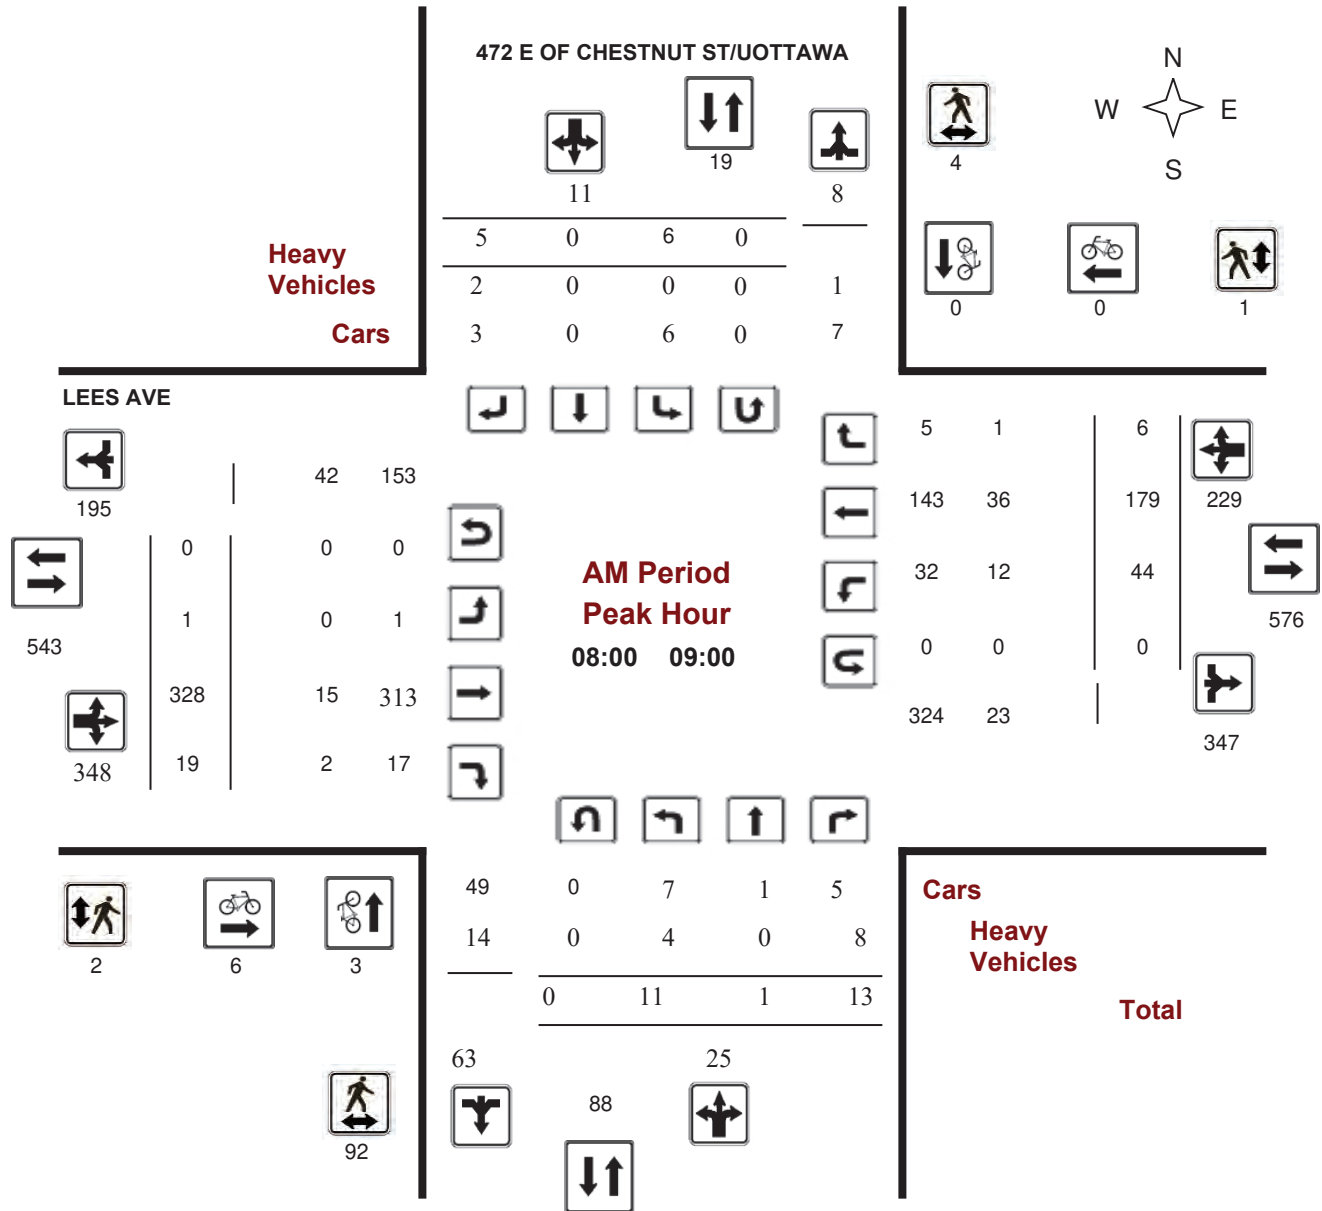 472 E OF CHESTNUT ST/UOTTAWA
N
W E
S
19
4
11 8
5 0 6 0
Heavy
Vehicles
2 0 0 0 1
Cars
3 0 6 0 7
0 0 1
LEES AVE
5 1 6
42 153
195
143 36 179 229
0 0 0
AM Period
32 12 44
1 0 1
Peak Hour
543
576
08:00 09:00
0 0 0
328 15 313
324 23
347
348 19 2 17
49 0 7 1 5
Cars
14 0 4 0 8
Heavy
Vehicles
2 6 3
0 11 1 13
Total
63 25
88
92